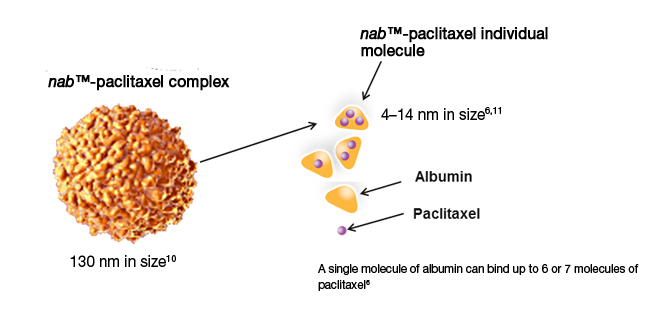 nab™-paclitaxel individual
molecule
nab™-paclitaxel complex
4–14 nm in size⁶,¹¹
Albumin
Paclitaxel
130 nm in size¹⁰
A single molecule of albumin can bind up to 6 or 7 molecules of
paclitaxel⁶